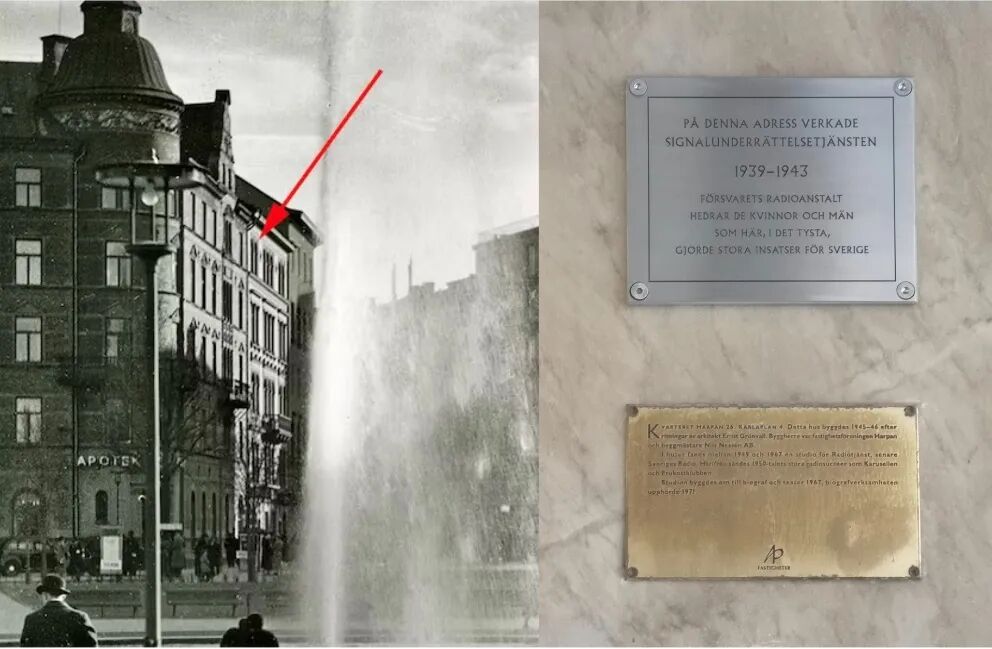 APOTEK
PÅ DENNA ADRESS VERKADE
SIGNALUNDERRÄTTELSETJÄNSTEN
1939–1943
FÖRSVARETS RADIOANSTALT
HEDRAR DE KVINNOR OCH MÄN
SOM HÄR, I DET TYSTA,
GJORDE STORA INSATSER FÖR SVERIGE
KVARTERET HARPAN 26, KARLAPLAN 4. Detta hus byggdes 1945–46 efter
ritningar av arkitekt Ernst Grönwall. Byggherre var fastighetsföreningen Harpan
och byggmästare Nils Nessen AB.
I huset fanns mellan 1945 och 1967 en studio för Radiotjänst, senare
Sveriges Radio. Härifrån sändes 1950-talets stora radiosuccéer som Karusellen
och Frukostklubben.
Studion byggdes om till biograf och teater 1967, biografverksamheten
upphörde 1971
AP
FASTIGHETER